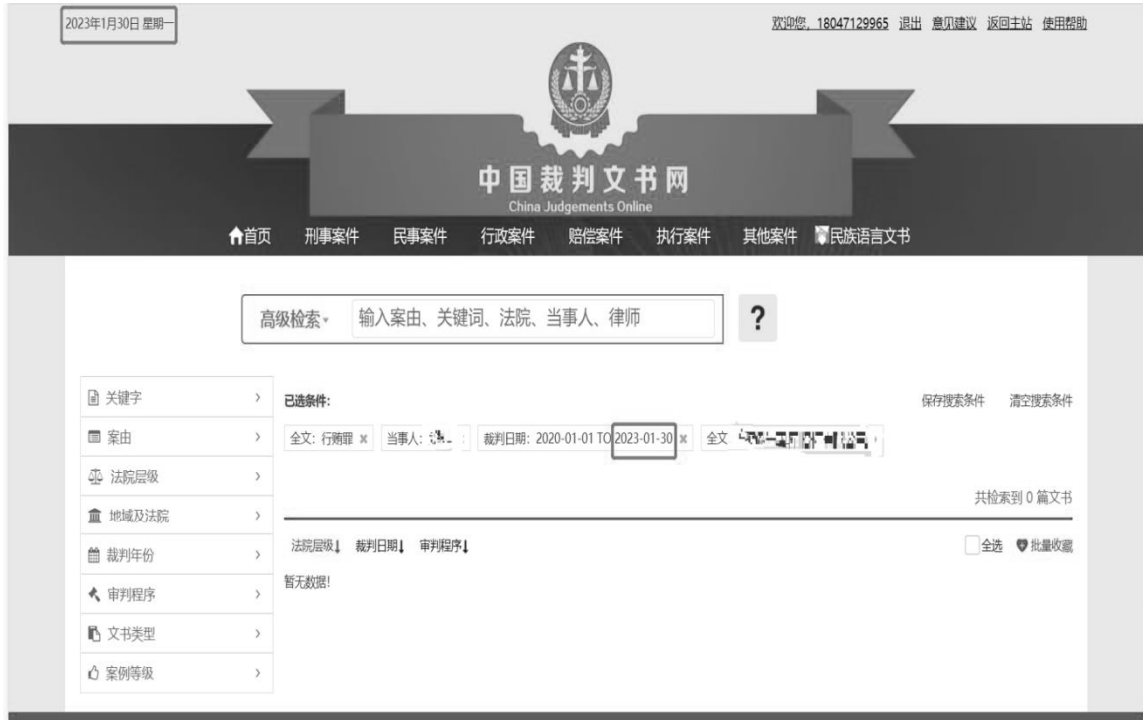 2023年1月30日 星期一
欢迎您，18047129965 退出 意见建议 返回主站 使用帮助
中国裁判文书网
China Judgements Online
首页 刑事案件 民事案件 行政案件 赔偿案件 执行案件 其他案件 民族语言文书
高级检索 输入案由、关键词、法院、当事人、律师 ?
关键字
案由
法院层级
地域及法院
裁判年份
审判程序
文书类型
案例等级
已选条件: 保存搜索条件 清空搜索条件
全文：行贿罪 × 当事人： 裁判日期：2020-01-01 TO 2023-01-30 × 全文
共检索到 0 篇文书
法院层级↓ 裁判日期↓ 审判程序↓ 全选 批量收藏
暂无数据!